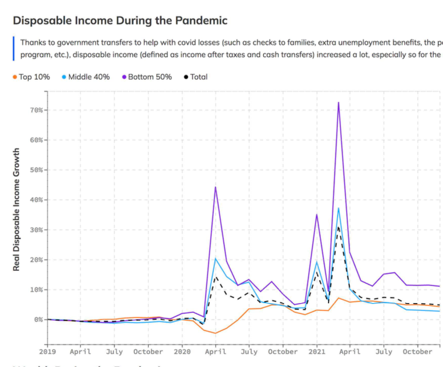 Disposable Income During the Pandemic
Thanks to government transfers to help with covid losses (such as checks to families, extra unemployment benefits, the p
program, etc.), disposable income (defined as income after taxes and cash transfers) increased a lot, especially so for the
Top 10% Middle 40% Bottom 50% Total
Reel Disposable Income Growth
70%
60%
50%
40%
30%
20%
10%
0%
2019 April July October 2020 April July October 2021 April July October